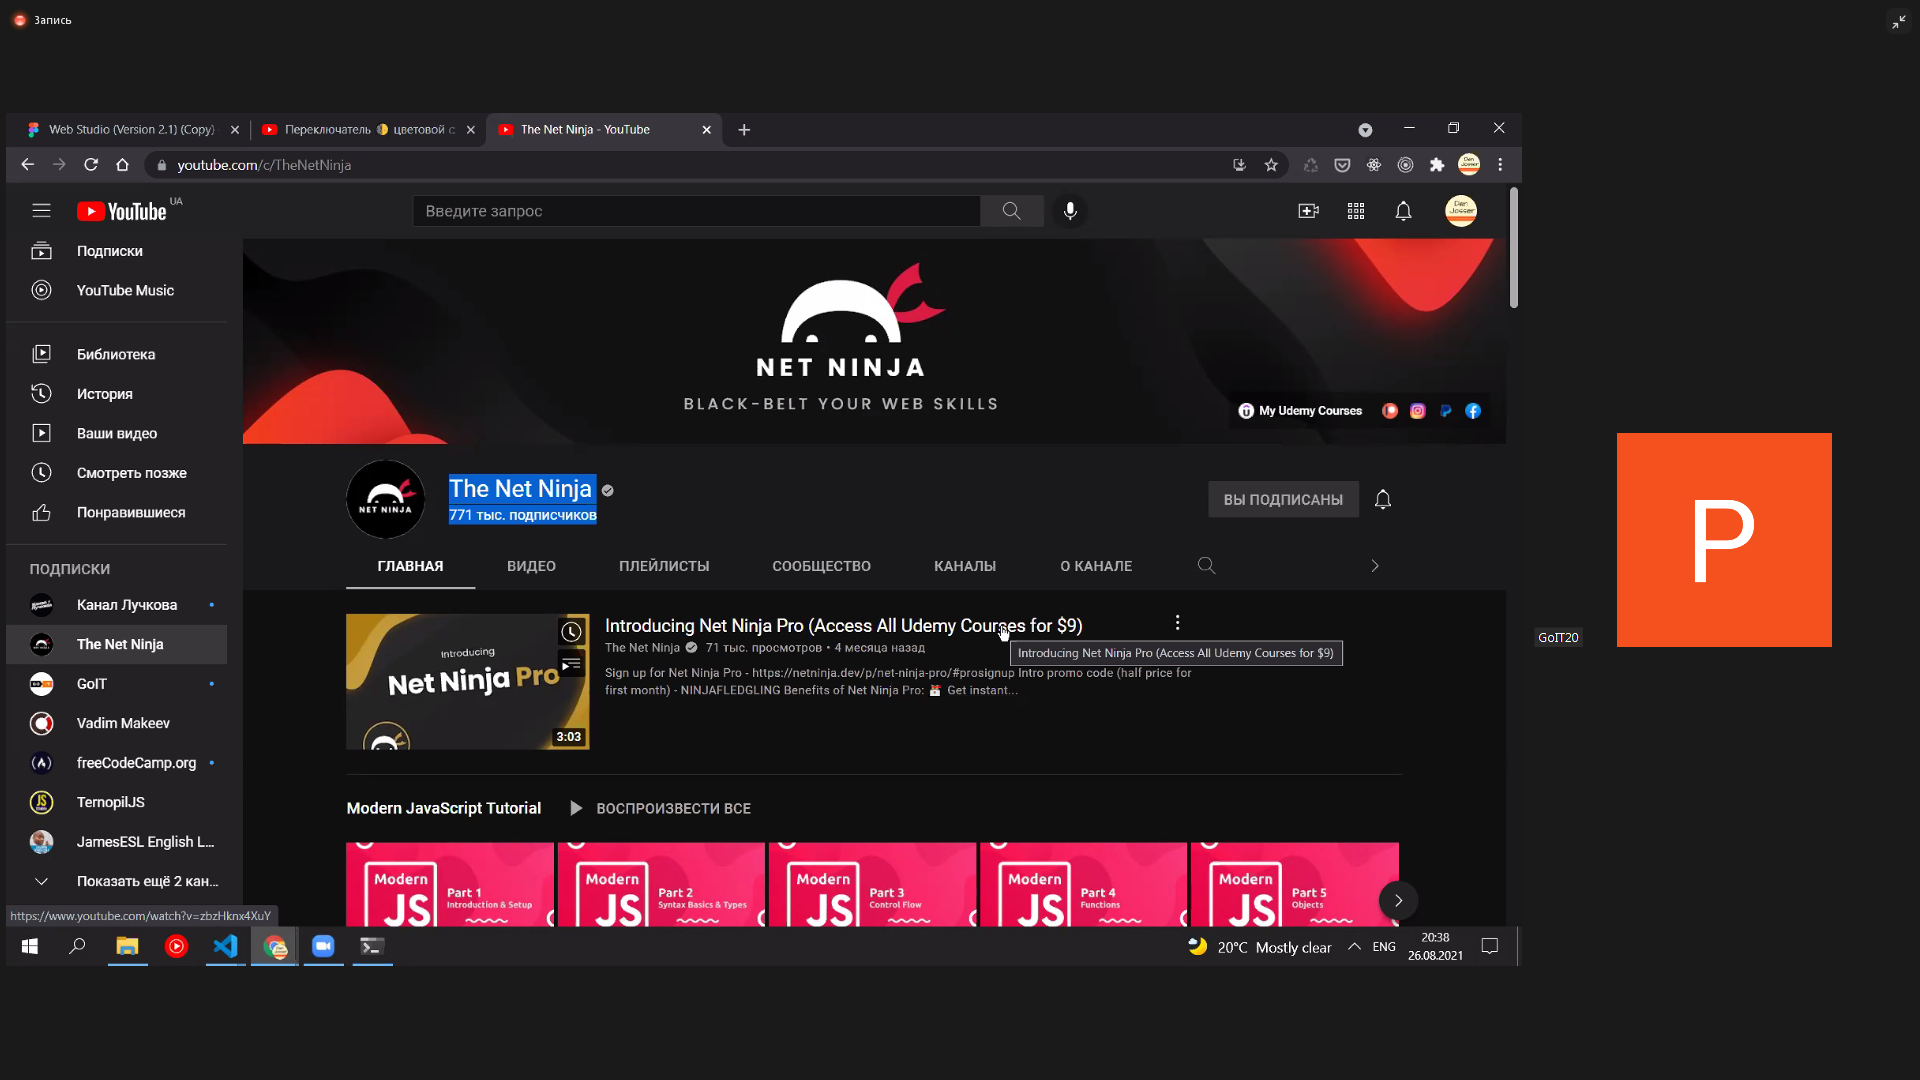 Запись
Web Studio (Version 2.1) (Copy)
Переключатель 🌗 цветовой с
The Net Ninja - YouTube
youtube.com/c/TheNetNinja
YouTube UA
Введите запрос
Den Josser
Подписки
YouTube Music
Библиотека
История
Ваши видео
Смотреть позже
Понравившиеся
ПОДПИСКИ
Канал Лучкова
The Net Ninja
GoIT
Vadim Makeev
freeCodeCamp.org
TernopilJS
JamesESL English L...
Показать ещё 2 кан...
https://www.youtube.com/watch?v=zbzHknx4XuY
NET NINJA
BLACK-BELT YOUR WEB SKILLS
My Udemy Courses
NET NINJA
The Net Ninja
771 тыс. подписчиков
ВЫ ПОДПИСАНЫ
ГЛАВНАЯ
ВИДЕО
ПЛЕЙЛИСТЫ
СООБЩЕСТВО
КАНАЛЫ
О КАНАЛЕ
Introducing
Net Ninja Pro
3:03
Introducing Net Ninja Pro (Access All Udemy Courses for $9)
The Net Ninja 71 тыс. просмотров • 4 месяца назад
Introducing Net Ninja Pro (Access All Udemy Courses for $9)
Sign up for Net Ninja Pro - https://netninja.dev/p/net-ninja-pro/#prosignup Intro promo code (half price for
first month) - NINJAFLEDGLING Benefits of Net Ninja Pro: Get instant...
Modern JavaScript Tutorial
ВОСПРОИЗВЕСТИ ВСЕ
Modern JS
Part 1
Introduction & Setup
Modern JS
Part 2
Syntax Basics & Types
Modern JS
Part 3
Control Flow
Modern JS
Part 4
Functions
Modern JS
Part 5
Objects
20°C Mostly clear
ENG
20:38
26.08.2021
P
GoIT20